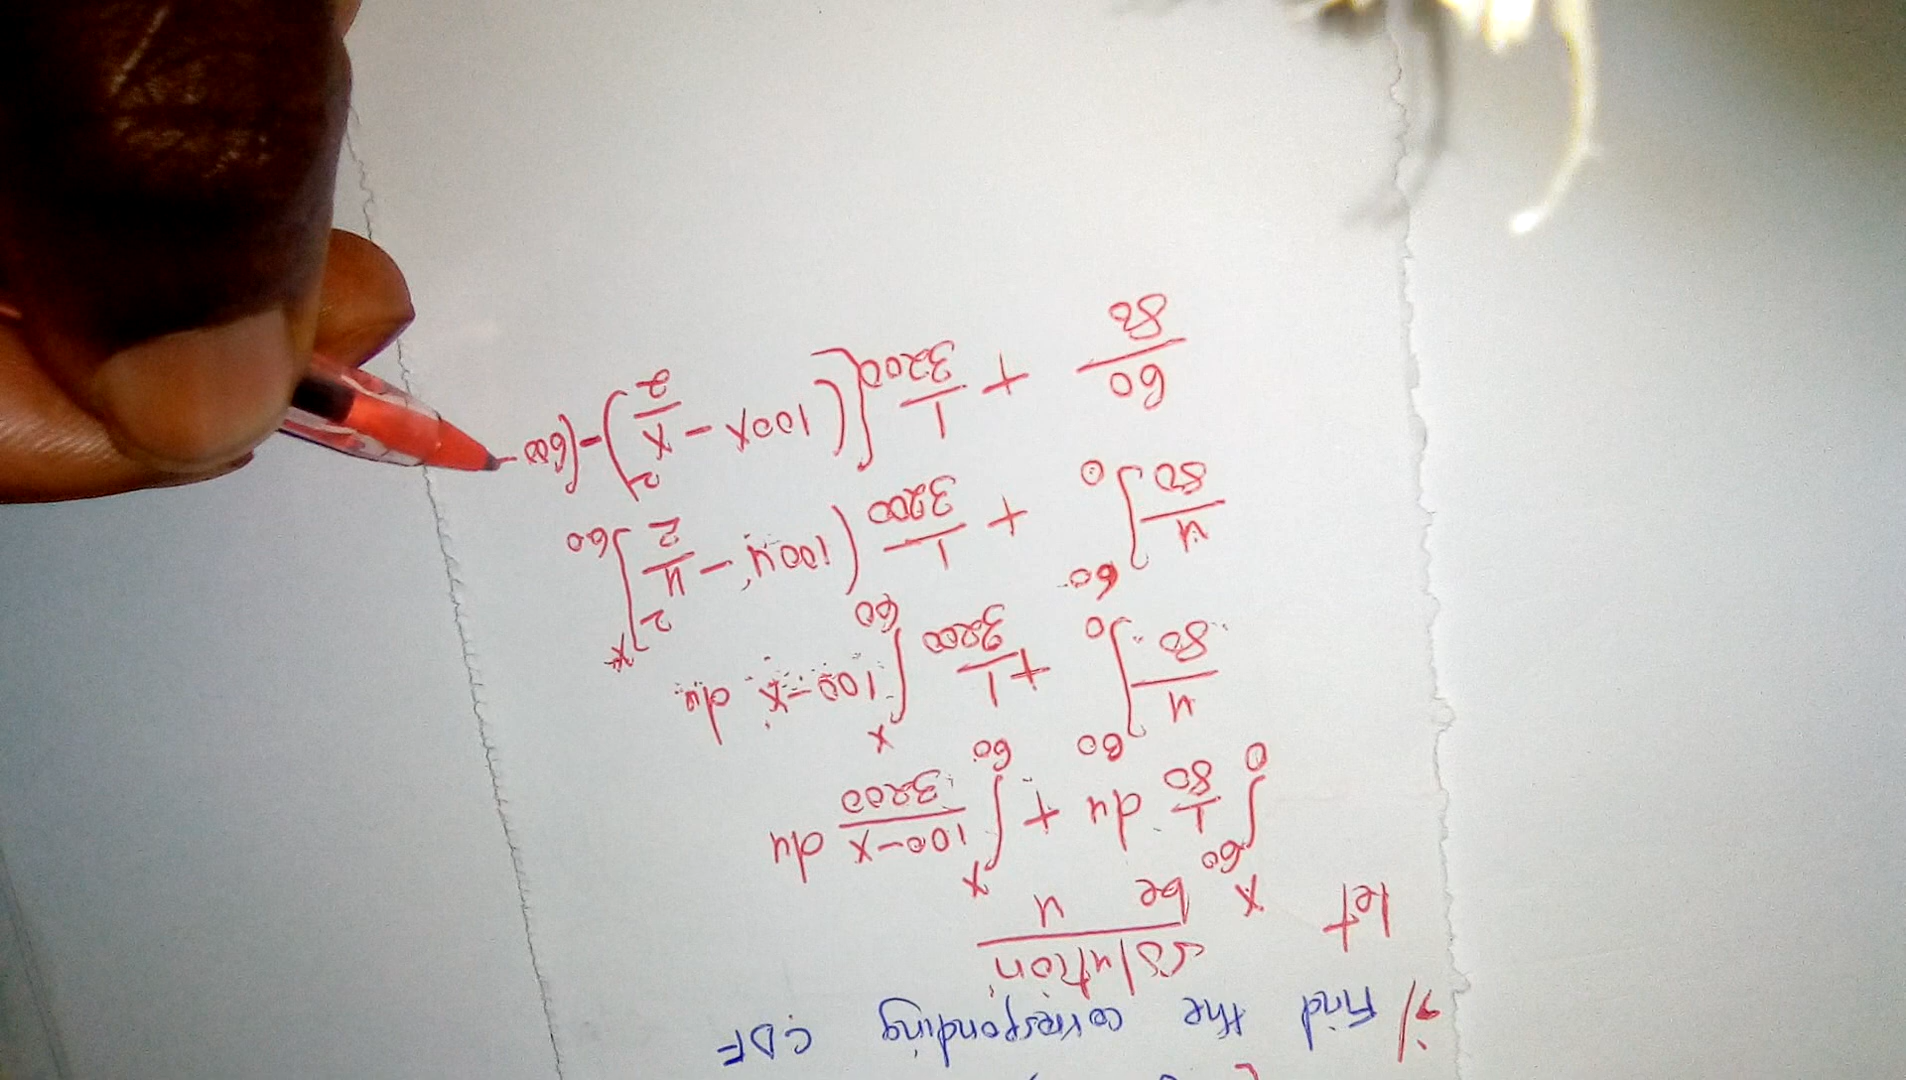 i) Find the corresponding CDF
solution
let x be u
∫₀⁶⁰ 1/80 du + ∫₆₀ˣ 100-x/3200 du
u/80 ]₀⁶⁰ + 1/3200 ∫₆₀ˣ 100-x du
u/80 ]₀⁶⁰ + 1/3200 (100u - u²/2 ]₆₀ˣ
60/80 + 1/3200 [(100x - x²/2) - (600 -